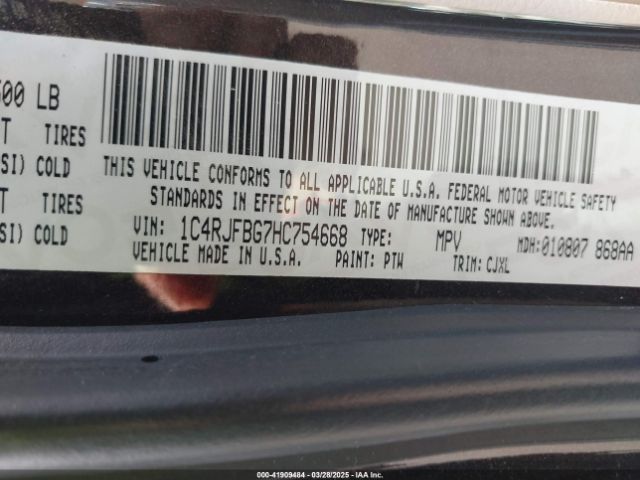 500 LB
TIRES
SI) COLD
TIRES
SI) COLD
THIS VEHICLE CONFORMS TO ALL APPLICABLE U.S.A. FEDERAL MOTOR VEHICLE SAFETY
STANDARDS IN EFFECT ON THE DATE OF MANUFACTURE SHOWN ABOVE.
VIN: 1C4RJFBG7HC754668 TYPE: MPV MDH:010807 868AA
VEHICLE MADE IN U.S.A. PAINT: PTW TRIM: CJXL
000-41909484 | 03/28/2025 | IAA Inc.